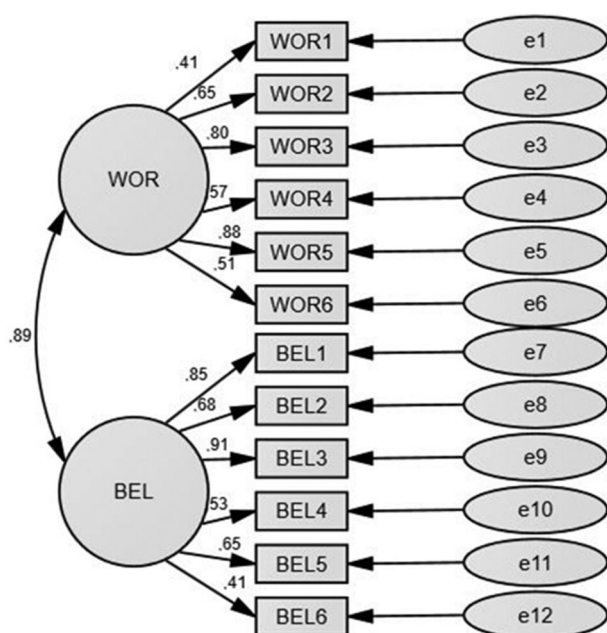 .41 WOR1 e1
.65 WOR2 e2
.80 WOR3 e3
WOR 57 WOR4 e4
.88 WOR5 e5
.51 WOR6 e6
.89
.85 BEL1 e7
.68 BEL2 e8
.91 BEL3 e9
BEL 53 BEL4 e10
.65 BEL5 e11
.41 BEL6 e12